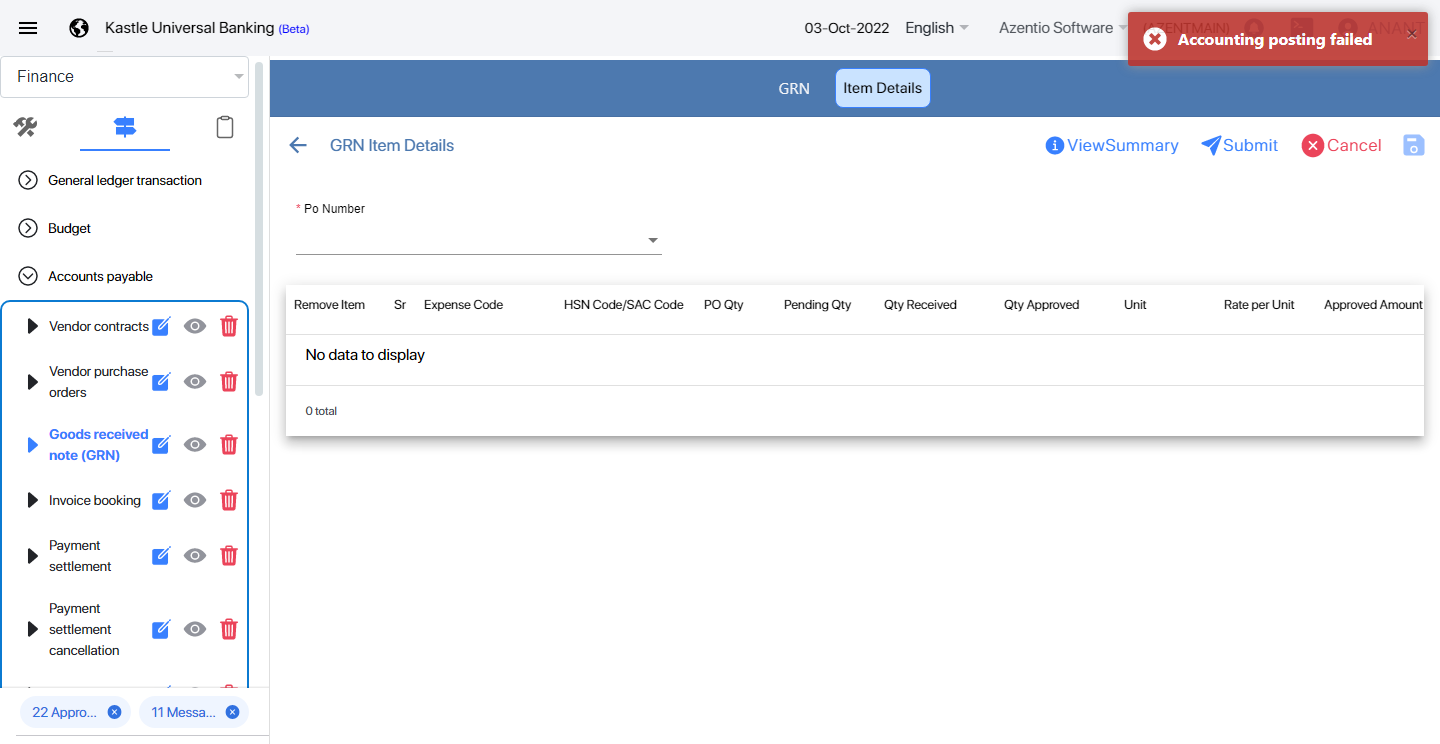 Kastle Universal Banking (Beta)
03-Oct-2022
English
Azentio Software
(AZENTMAIN)
ANANT
Accounting posting failed
×
Finance
GRN
Item Details
GRN Item Details
ViewSummary
Submit
Cancel
General ledger transaction
Budget
Accounts payable
Vendor contracts
Vendor purchase
orders
Goods received
note (GRN)
Invoice booking
Payment
settlement
Payment
settlement
cancellation
22 Appro...
11 Messa...
* Po Number
Remove Item Sr Expense Code HSN Code/SAC Code PO Qty Pending Qty Qty Received Qty Approved Unit Rate per Unit Approved Amount
No data to display
0 total